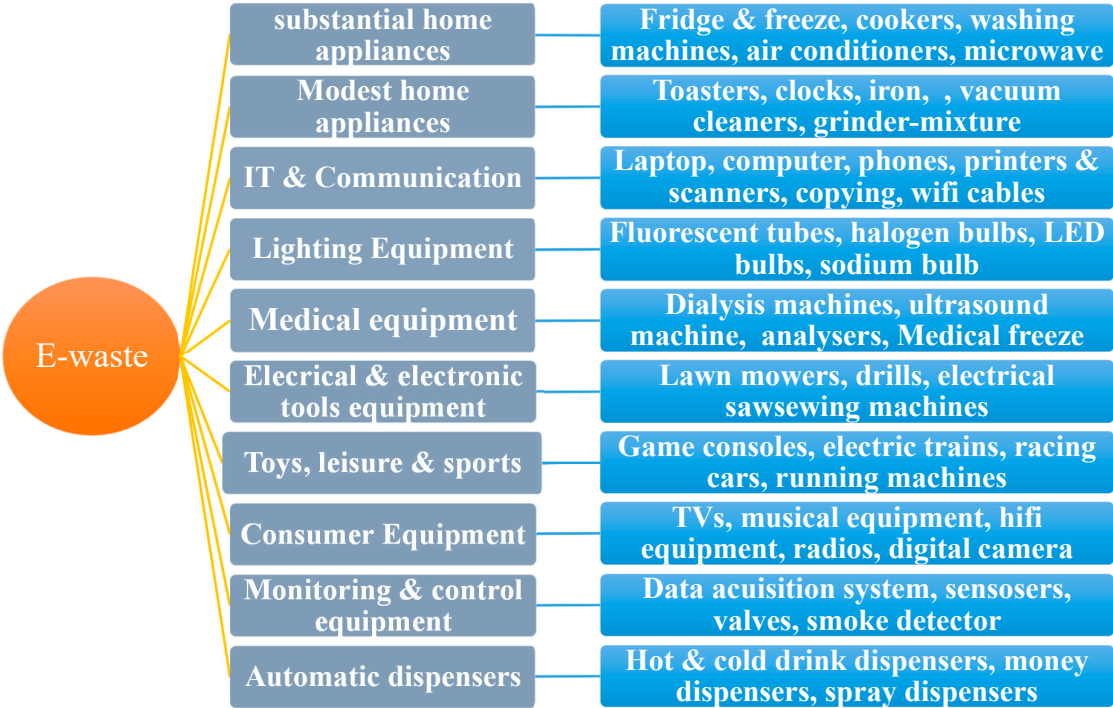 E-waste
substantial home
appliances
Fridge & freeze, cookers, washing
machines, air conditioners, microwave
Modest home
appliances
Toasters, clocks, iron,  , vacuum
cleaners, grinder-mixture
IT & Communication
Laptop, computer, phones, printers &
scanners, copying, wifi cables
Lighting Equipment
Fluorescent tubes, halogen bulbs, LED
bulbs, sodium bulb
Medical equipment
Dialysis machines, ultrasound
machine,  analysers, Medical freeze
Elecrical & electronic
tools equipment
Lawn mowers, drills, electrical
sawsewing machines
Toys, leisure & sports
Game consoles, electric trains, racing
cars, running machines
Consumer Equipment
TVs, musical equipment, hifi
equipment, radios, digital camera
Monitoring & control
equipment
Data acuisition system, sensosers,
valves, smoke detector
Automatic dispensers
Hot & cold drink dispensers, money
dispensers, spray dispensers